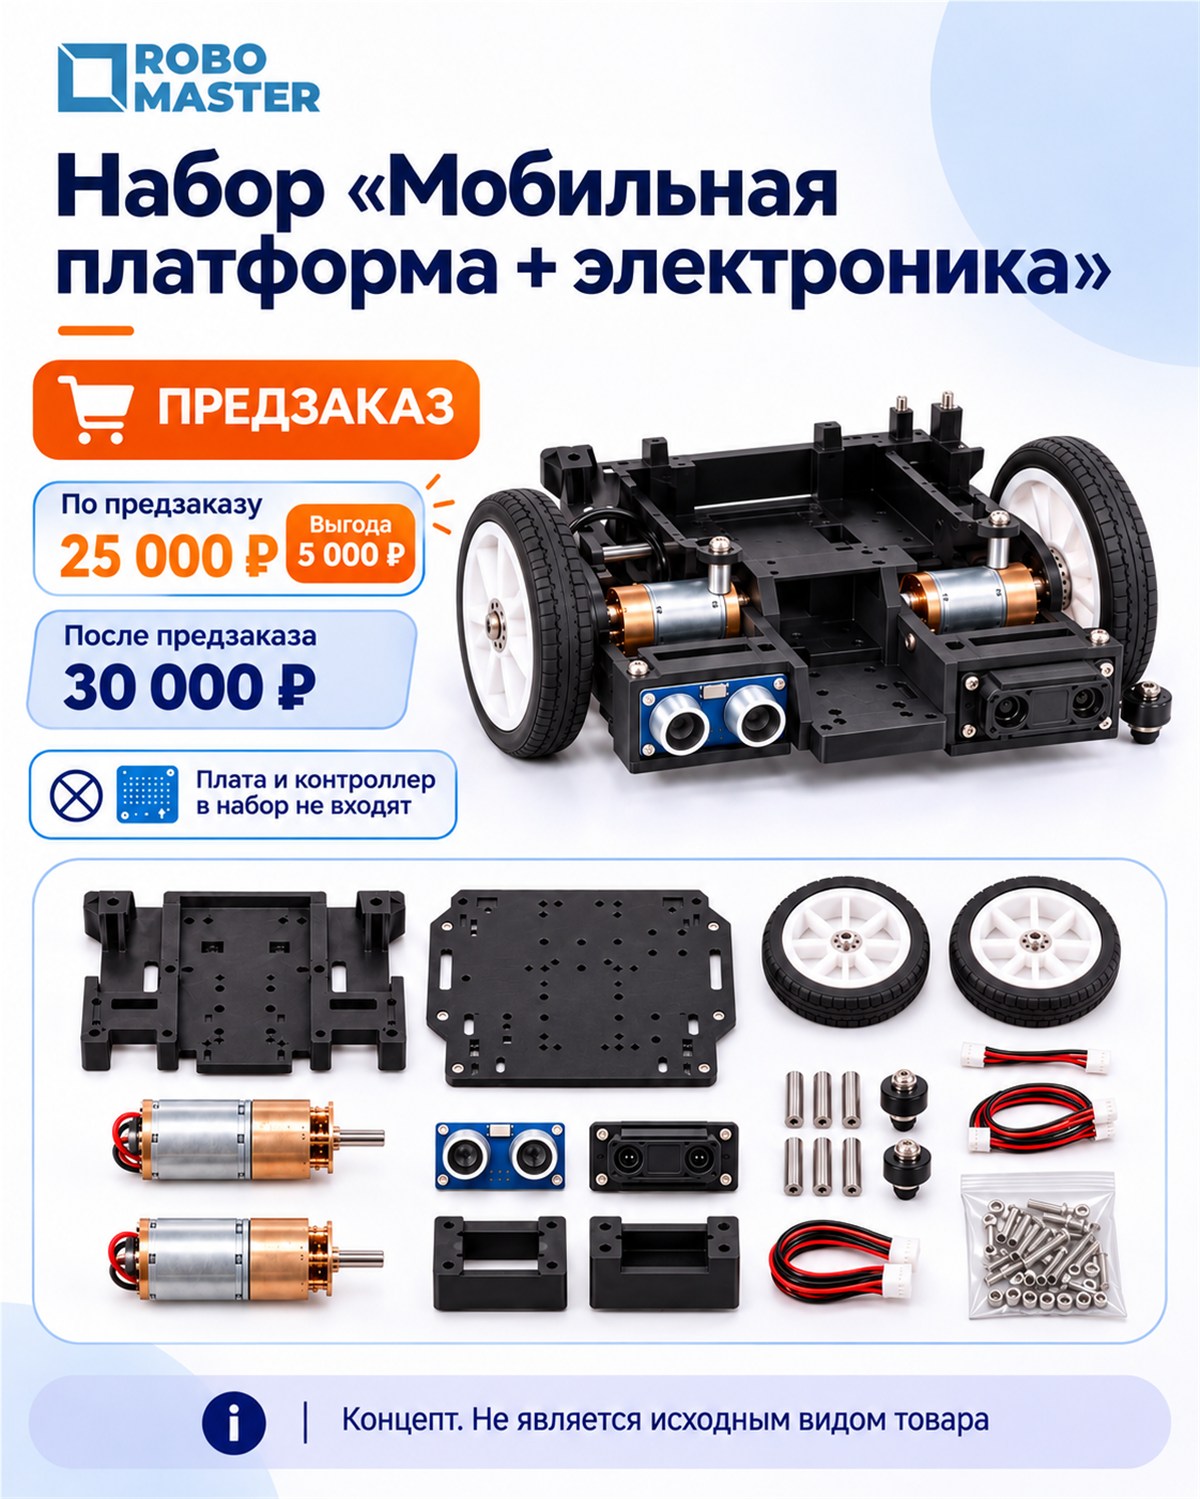 ROBO
MASTER
Набор «Мобильная
платформа + электроника»
ПРЕДЗАКАЗ
По предзаказу
25 000 ₽
Выгода
5 000 ₽
После предзаказа
30 000 ₽
Плата и контроллер
в набор не входят
Концепт. Не является исходным видом товара